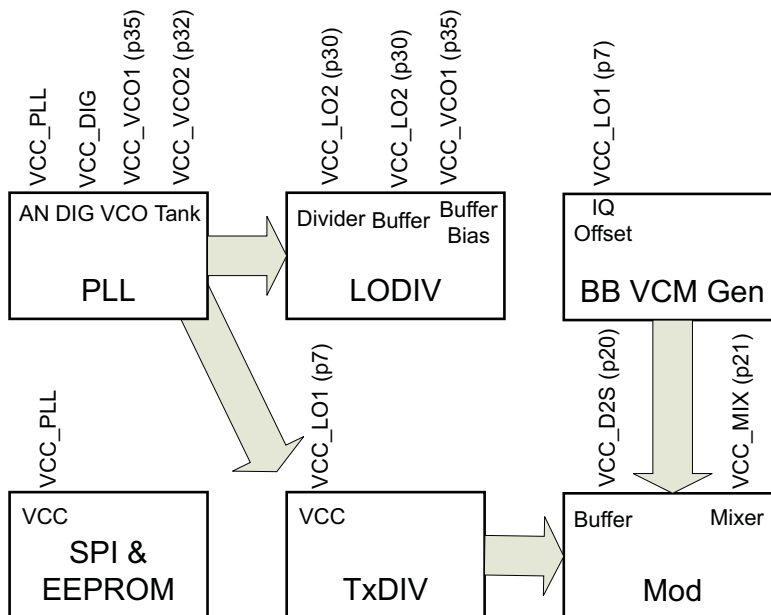 VCC_PLL
VCC_DIG
VCC_VCO1 (p35)
VCC_VCO2 (p32)
VCC_LO2 (p30)
VCC_LO2 (p30)
VCC_VCO1 (p35)
VCC_LO1 (p7)
AN DIG VCO Tank
PLL
Divider
Buffer
Buffer
Bias
LODIV
IQ
Offset
BB VCM Gen
VCC_PLL
VCC_LO1 (p7)
VCC_D2S (p20)
VCC_MIX (p21)
VCC
SPI &
EEPROM
VCC
TxDIV
Buffer
Mixer
Mod